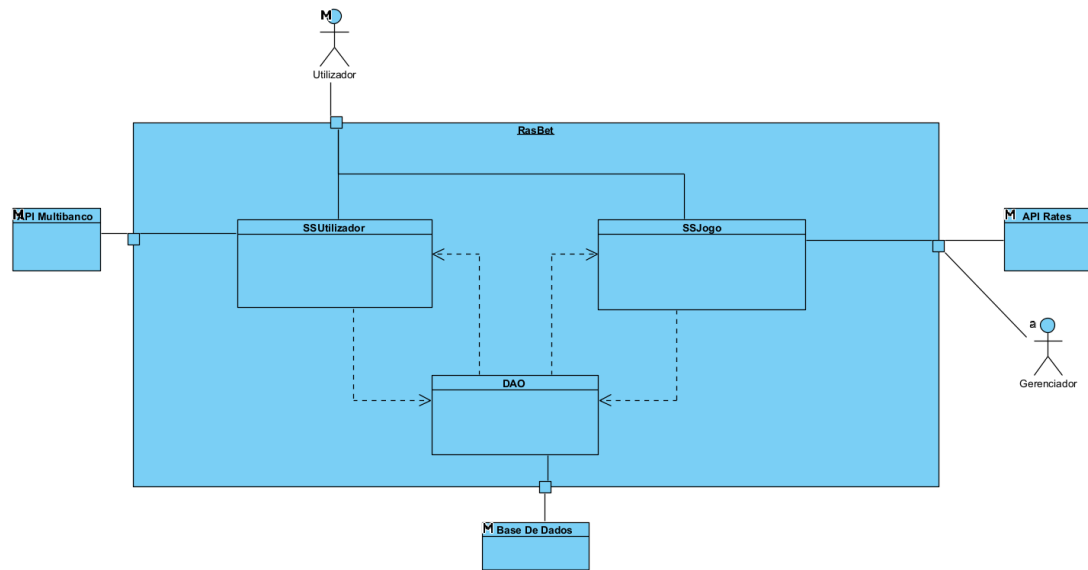 M
Utilizador
RasBet
M API Multibanco
SSUtilizador
SSJogo
M API Rates
a
Gerenciador
DAO
M Base De Dados